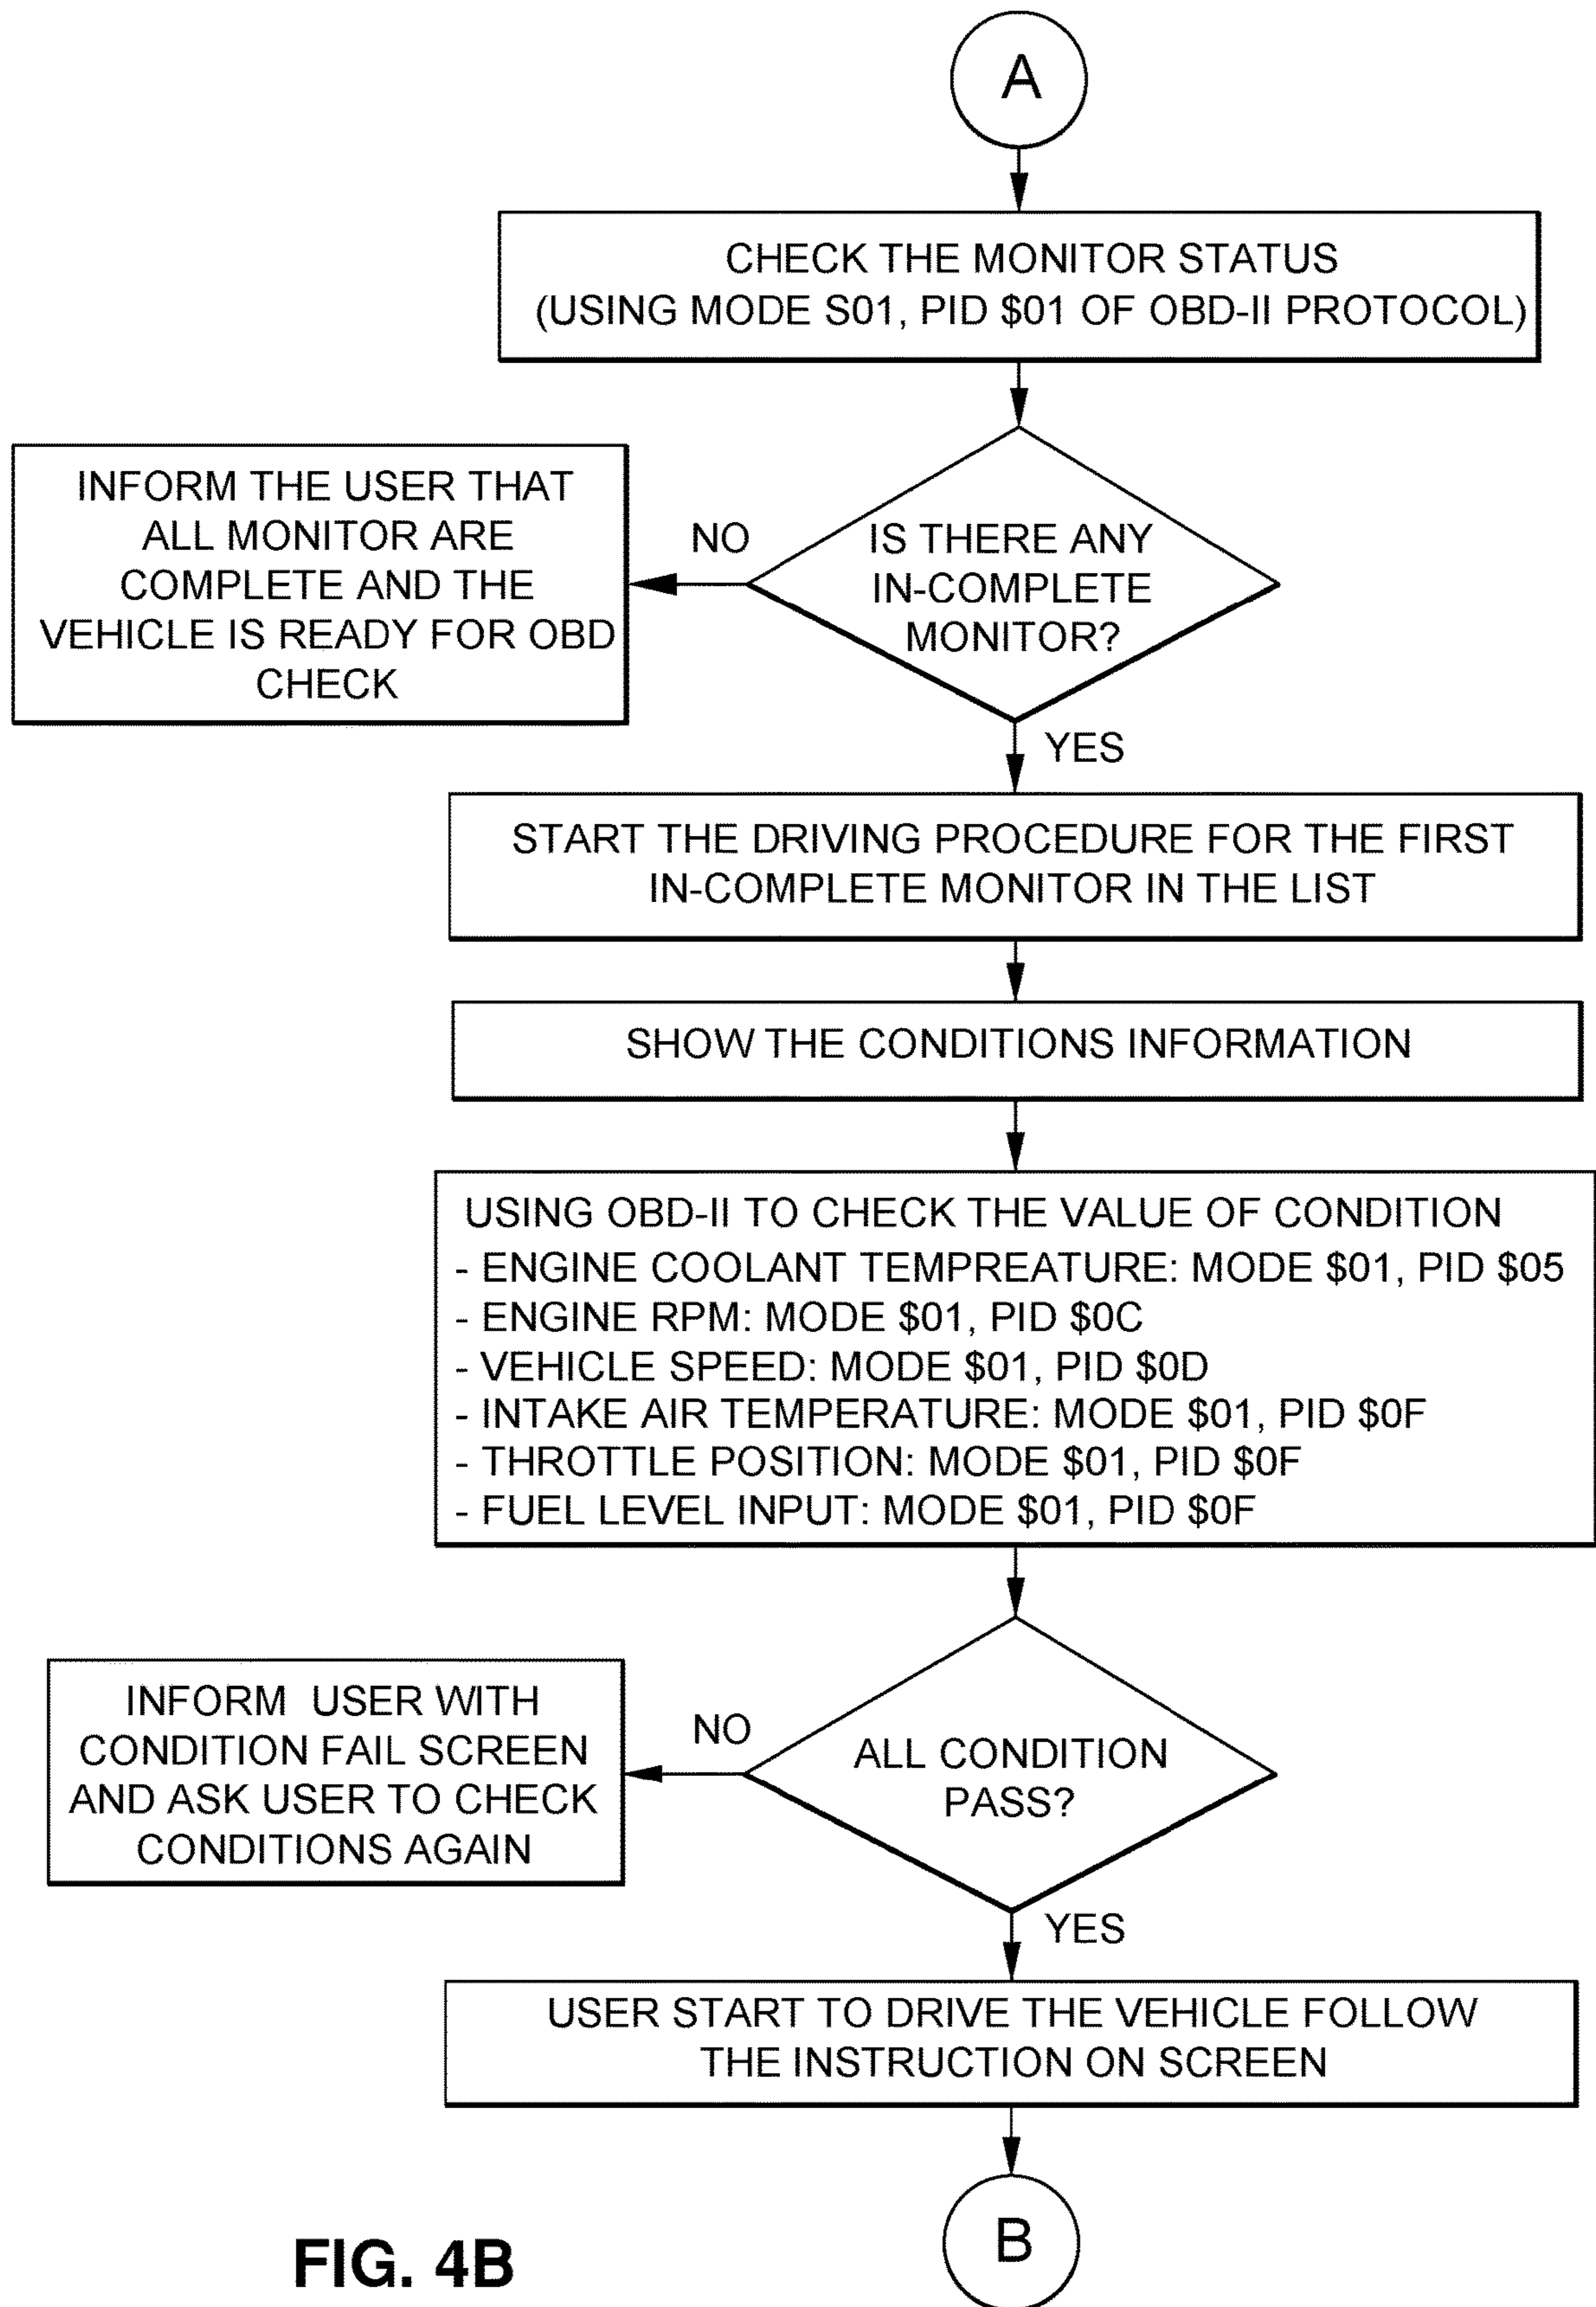 A
CHECK THE MONITOR STATUS
(USING MODE S01, PID $01 OF OBD-II PROTOCOL)
INFORM THE USER THAT
ALL MONITOR ARE
COMPLETE AND THE
VEHICLE IS READY FOR OBD
CHECK
NO
IS THERE ANY
IN-COMPLETE
MONITOR?
YES
START THE DRIVING PROCEDURE FOR THE FIRST
IN-COMPLETE MONITOR IN THE LIST
SHOW THE CONDITIONS INFORMATION
USING OBD-II TO CHECK THE VALUE OF CONDITION
- ENGINE COOLANT TEMPREATURE: MODE $01, PID $05
- ENGINE RPM: MODE $01, PID $0C
- VEHICLE SPEED: MODE $01, PID $0D
- INTAKE AIR TEMPERATURE: MODE $01, PID $0F
- THROTTLE POSITION: MODE $01, PID $0F
- FUEL LEVEL INPUT: MODE $01, PID $0F
INFORM USER WITH
CONDITION FAIL SCREEN
AND ASK USER TO CHECK
CONDITIONS AGAIN
NO
ALL CONDITION
PASS?
YES
USER START TO DRIVE THE VEHICLE FOLLOW
THE INSTRUCTION ON SCREEN
B
FIG. 4B